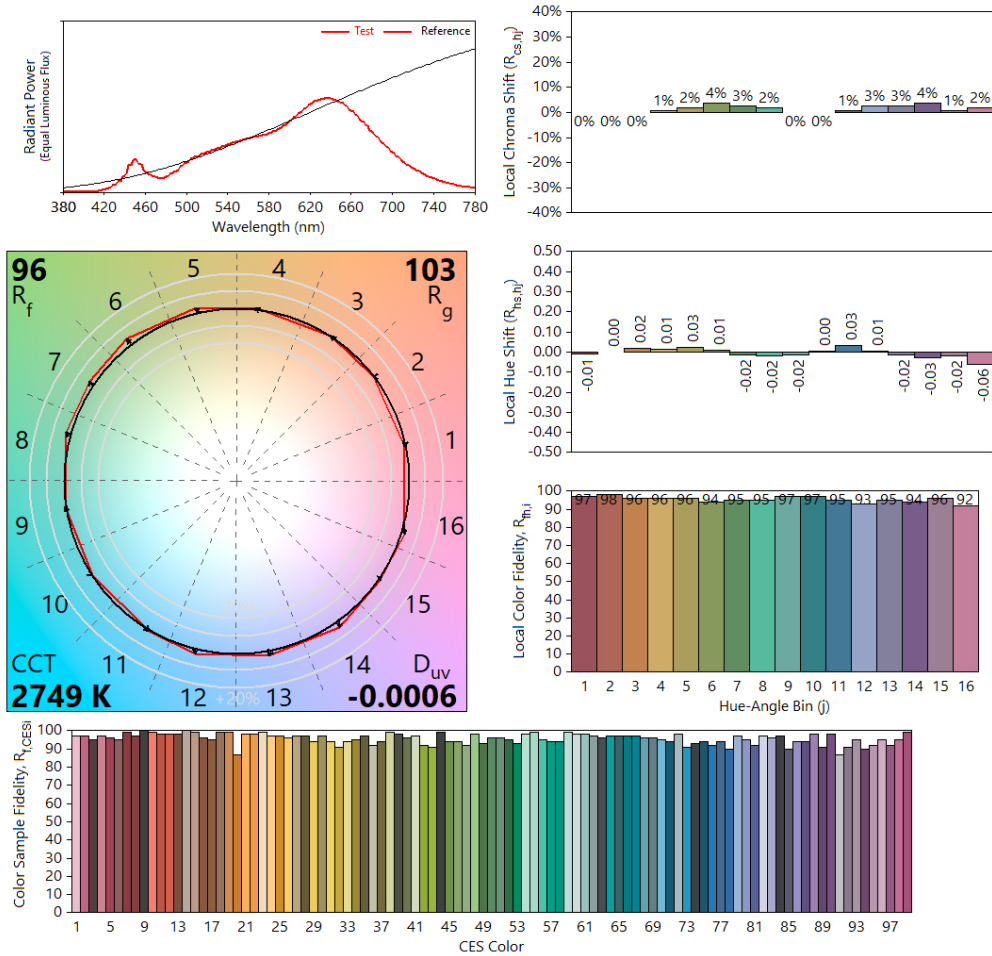 Radiant Power
(Equal Luminous Flux)
Test Reference
380 420 460 500 540 580 620 660 700 740 780
Wavelength (nm)
Local Chroma Shift (Rcs,hj)
40%
30%
20%
10%
0%
-10%
-20%
-30%
-40%
0% 0% 0% 1% 2% 4% 3% 2% 0% 0% 1% 3% 3% 4% 1% 2%
96
Rf
103
Rg
5 4
6 3
7 2
8 1
9 16
10 15
11 14
12 13
+20%
CCT
2749 K
Duv
-0.0006
Local Hue Shift (Rhs,hj)
0.50
0.40
0.30
0.20
0.10
0.00
-0.10
-0.20
-0.30
-0.40
-0.50
-0.01 0.00 0.02 0.01 0.03 0.01 -0.02 -0.02 -0.02 0.00 0.03 0.01 -0.02 -0.03 -0.02 -0.06
Local Color Fidelity, Rfh,i
100
90
80
70
60
50
40
30
20
10
0
97 98 96 96 96 94 95 95 97 97 95 93 95 94 96 92
1 2 3 4 5 6 7 8 9 10 11 12 13 14 15 16
Hue-Angle Bin (j)
Color Sample Fidelity, Rf,CESi
100
90
80
70
60
50
40
30
20
10
0
1 5 9 13 17 21 25 29 33 37 41 45 49 53 57 61 65 69 73 77 81 85 89 93 97
CES Color